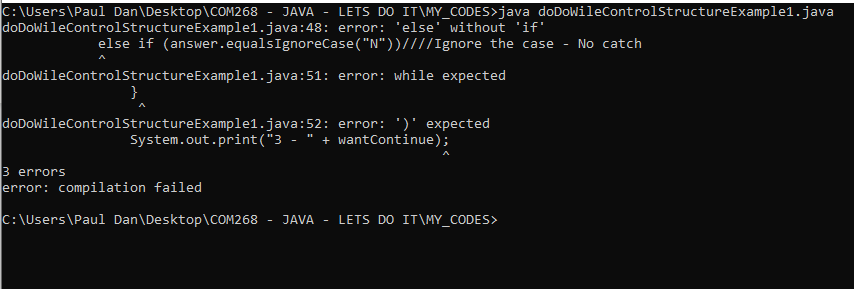 C:\Users\Paul Dan\Desktop\COM268 - JAVA - LETS DO IT\MY_CODES>java doDoWileControlStructureExample1.java
doDoWileControlStructureExample1.java:48: error: 'else' without 'if'
            else if (answer.equalsIgnoreCase("N"))////Ignore the case - No catch
            ^
doDoWileControlStructureExample1.java:51: error: while expected
                }
                 ^
doDoWileControlStructureExample1.java:52: error: ')' expected
                System.out.print("3 - " + wantContinue);
                                                       ^
3 errors
error: compilation failed
C:\Users\Paul Dan\Desktop\COM268 - JAVA - LETS DO IT\MY_CODES>